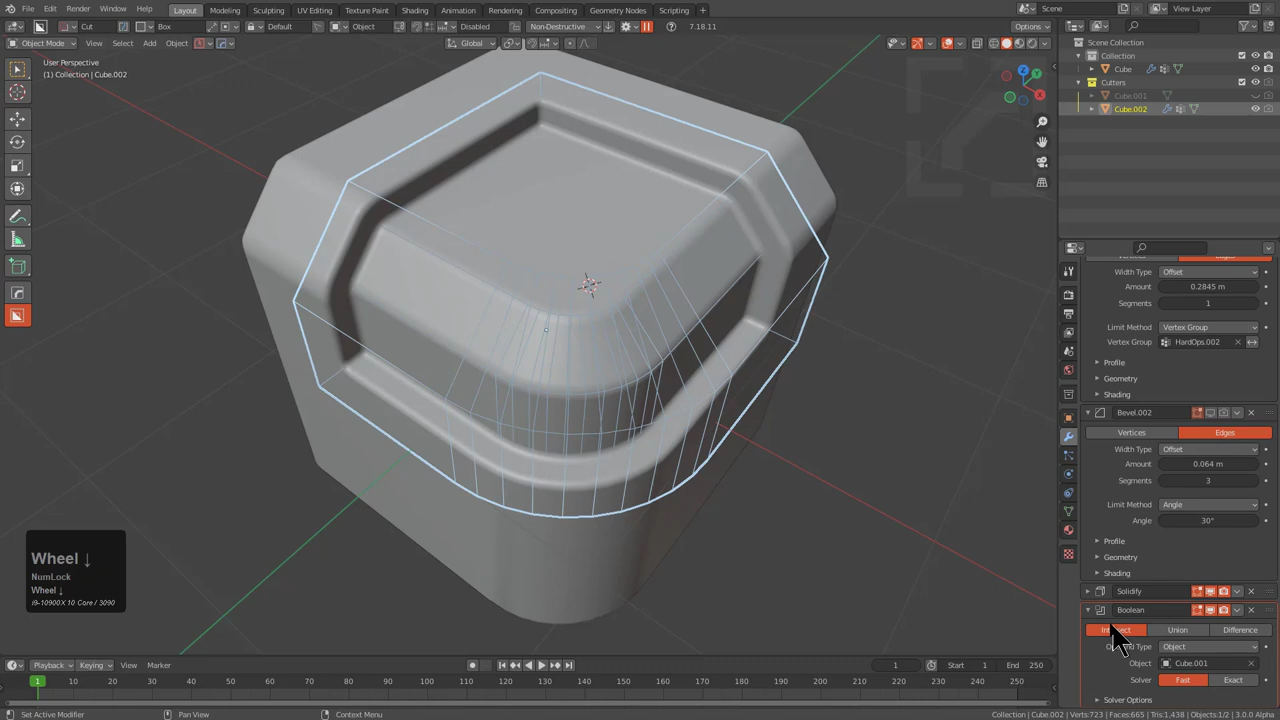 File Edit Render Window Help Layout Modeling Sculpting UV Editing Texture Paint Shading Animation Rendering Compositing Geometry Nodes Scripting + Scene View Layer
Cut Box Default Disabled Non-Destructive 7.18.11 Options
Object Mode View Select Add Object Global
User Perspective
(1) Collection | Cube.002
Scene Collection
Collection
Cube
Cutters
Cube.001
Cube.002
Edges
Width Type Offset
Amount 0.2845 m
Segments 1
Limit Method Vertex Group
Vertex Group HardOps.002
Profile
Geometry
Shading
Bevel.002
Vertices Edges
Width Type Offset
Amount 0.064 m
Segments 3
Limit Method Angle
Angle 30°
Profile
Geometry
Shading
Solidify
Boolean
Union Difference
Object
Object Cube.001
Solver Fast Exact
Solver Options
Wheel ↓
NumLock
Wheel ↓
i9-10900X 10 Core / 3090
X Y Z
Playback Keying View Marker 1 Start 1 End 250
1 10 20 30 40 50 60 70 80 90 100 110 120 130 140 150 160 170 180 190 200 210 220 230 240 250
Set Active Modifier Pan View Context Menu Collection | Cube.002 | Verts:723 | Faces:665 | Tris:1,438 | Objects:1/2 | 3.0.0 Alpha